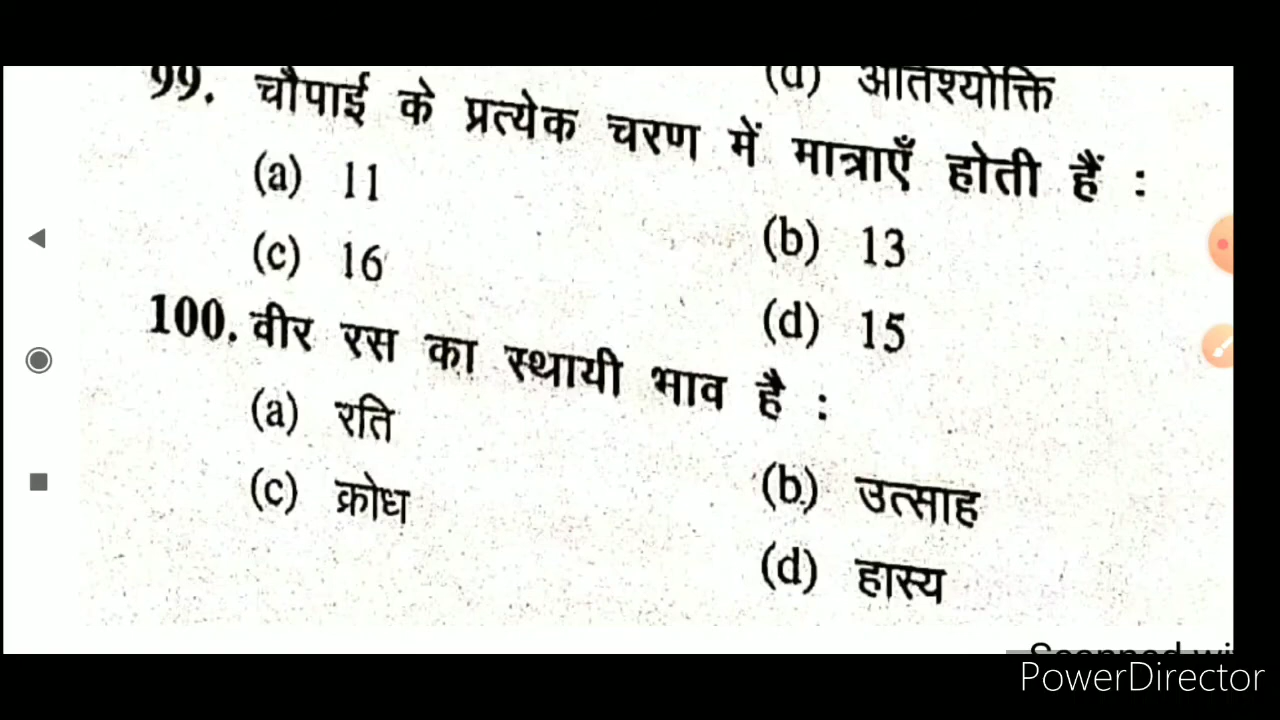 (d) अतिश्योक्ति
99. चौपाई के प्रत्येक चरण में मात्राएँ होती हैं :
(a) 11
(b) 13
(c) 16
(d) 15
100. वीर रस का स्थायी भाव है :
(a) रति
(b) उत्साह
(c) क्रोध
(d) हास्य
PowerDirector